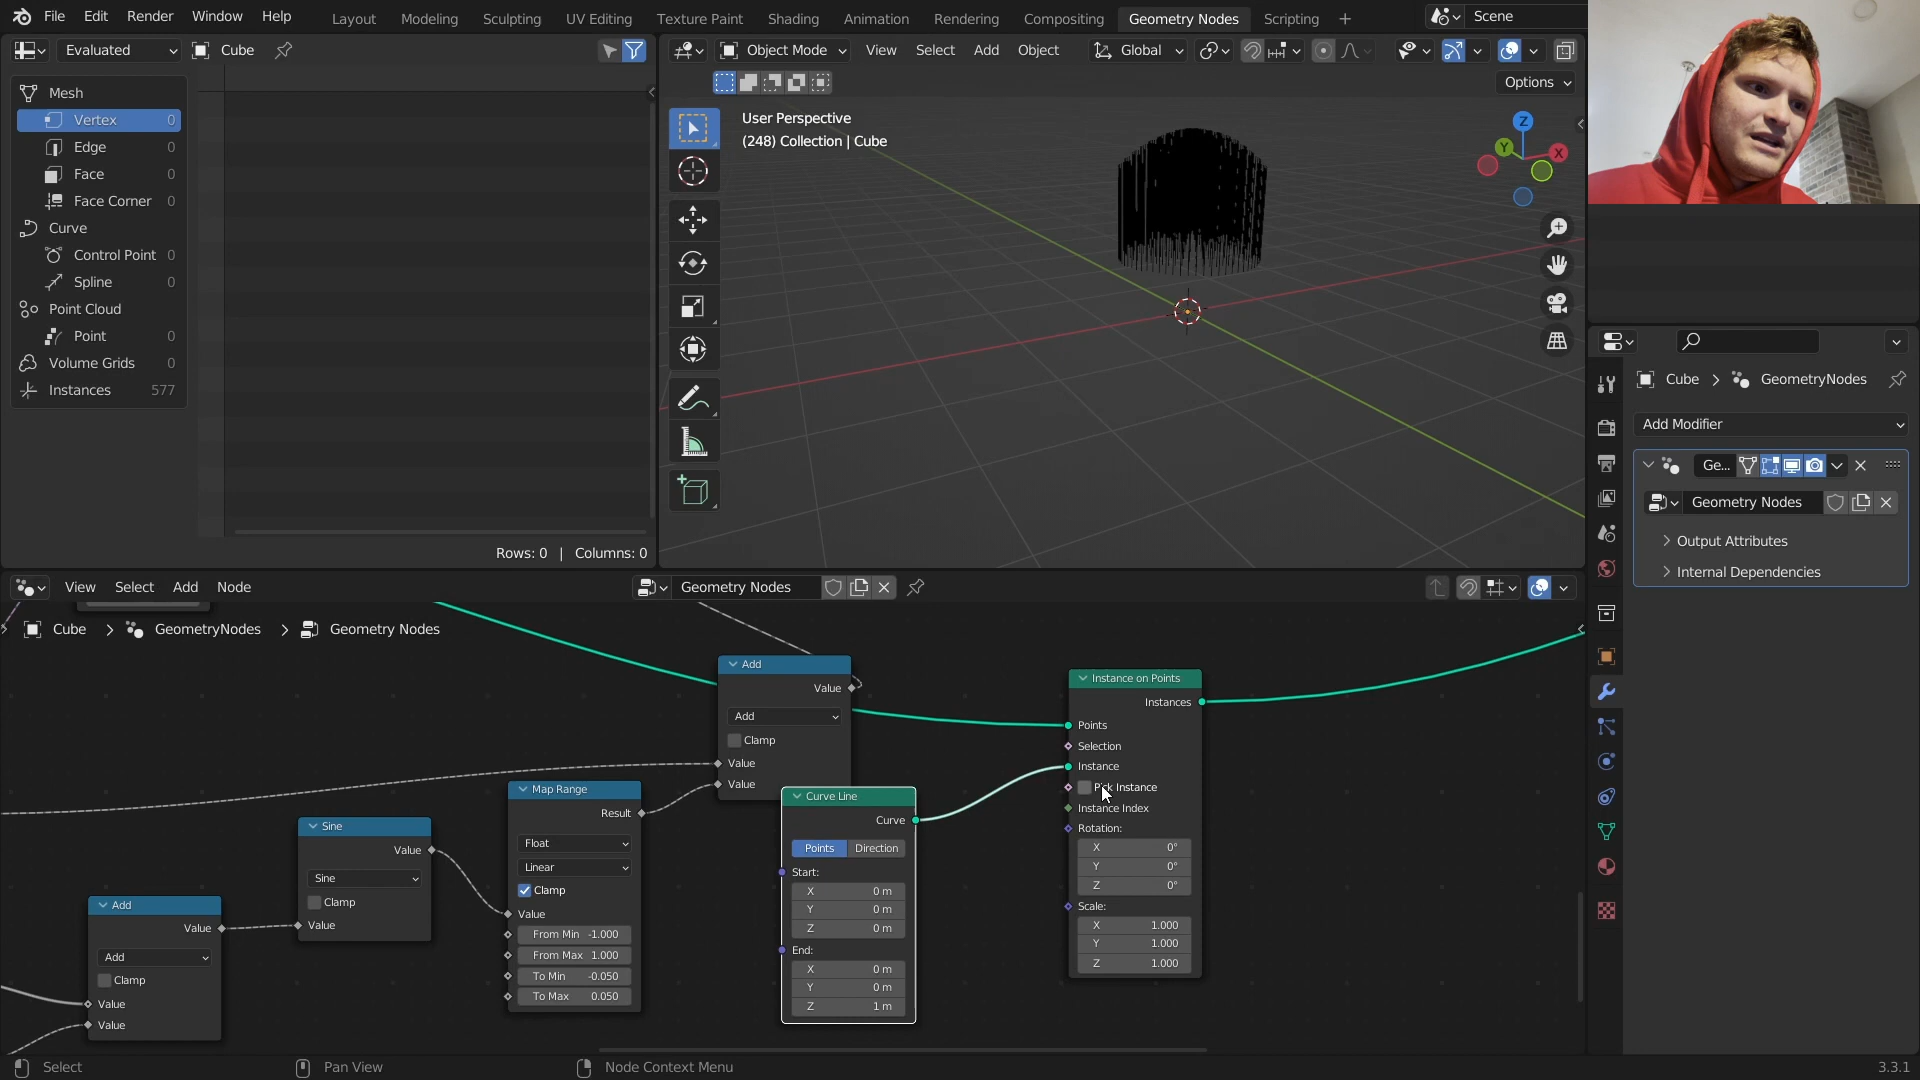 File Edit Render Window Help
Layout Modeling Sculpting UV Editing Texture Paint Shading Animation Rendering Compositing Geometry Nodes Scripting
Scene
Evaluated
Cube
Object Mode View Select Add Object
Global
Options
Mesh
Vertex 0
Edge 0
Face 0
Face Corner 0
Curve
Control Point 0
Spline 0
Point Cloud
Point 0
Volume Grids 0
Instances 577
Rows: 0 | Columns: 0
User Perspective
(248) Collection | Cube
Z
Y
X
Cube
GeometryNodes
Add Modifier
Ge...
Geometry Nodes
Output Attributes
Internal Dependencies
View Select Add Node
Geometry Nodes
Cube
GeometryNodes
Geometry Nodes
Add
Value
Add
Clamp
Value
Value
Sine
Value
Sine
Clamp
Value
Map Range
Result
Float
Linear
Clamp
Value
From Min -1.000
From Max 1.000
To Min -0.050
To Max 0.050
Add
Value
Add
Clamp
Value
Value
Curve Line
Curve
Points Direction
Start:
X 0 m
Y 0 m
Z 0 m
End:
X 0 m
Y 0 m
Z 1 m
Instance on Points
Instances
Points
Selection
Instance
Pick Instance
Instance Index
Rotation:
X 0°
Y 0°
Z 0°
Scale:
X 1.000
Y 1.000
Z 1.000
Select
Pan View
Node Context Menu
3.3.1